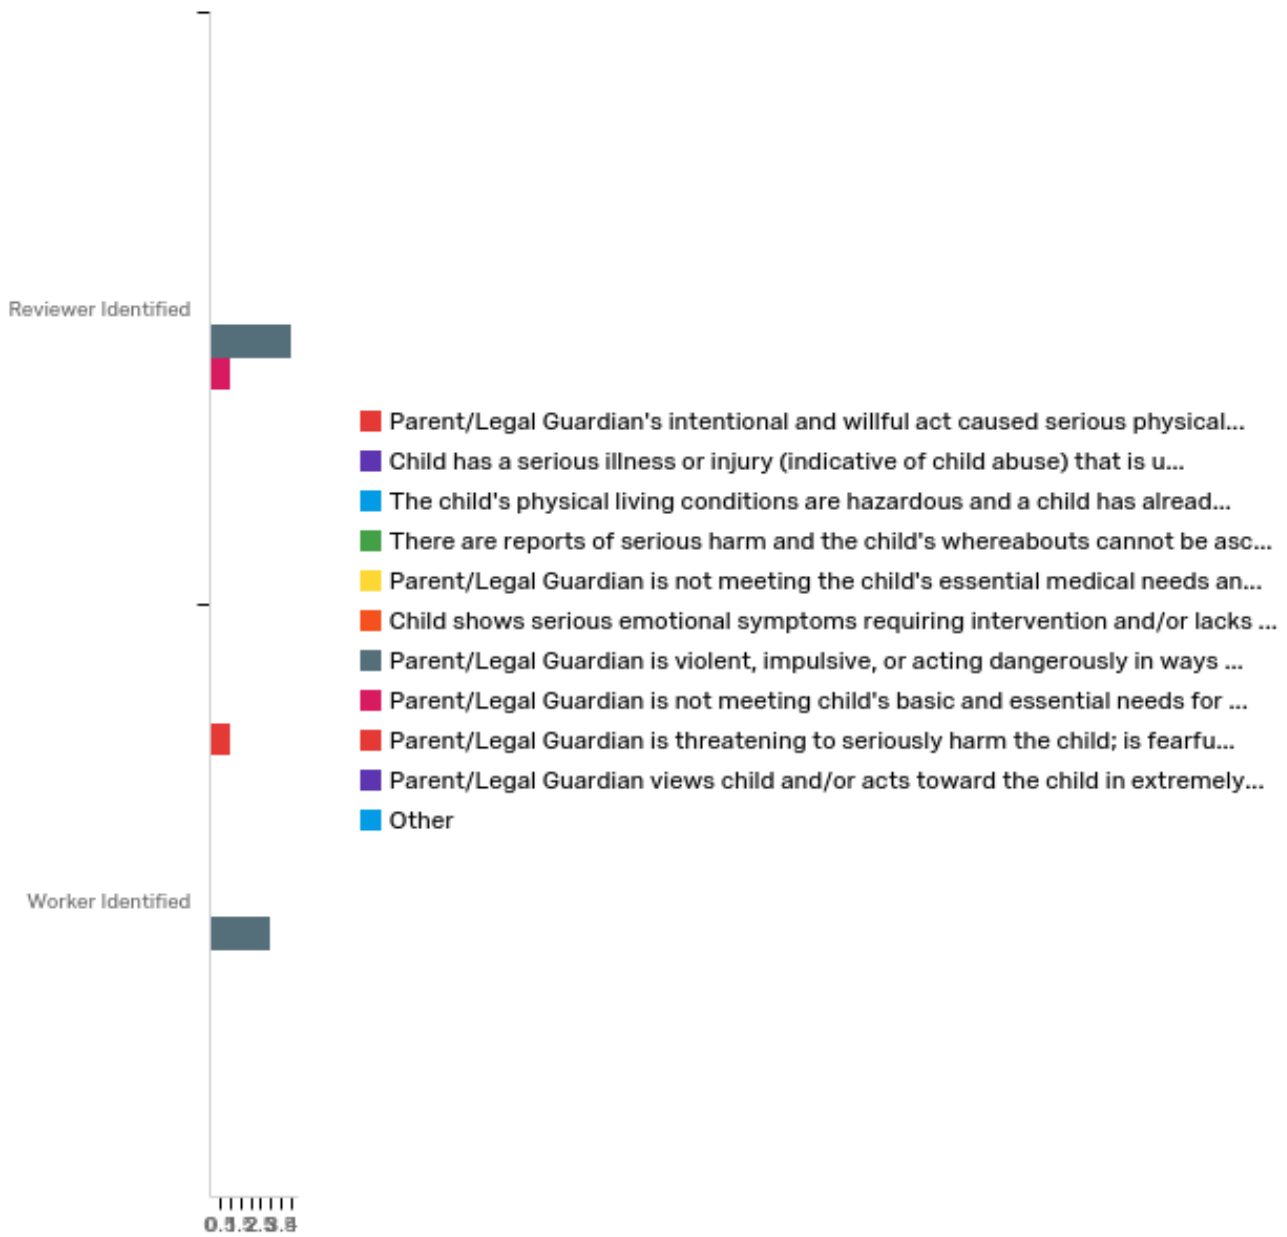 Reviewer Identified
Parent/Legal Guardian's intentional and willful act caused serious physical...
Child has a serious illness or injury (indicative of child abuse) that is u...
The child's physical living conditions are hazardous and a child has alread...
There are reports of serious harm and the child's whereabouts cannot be asc...
Parent/Legal Guardian is not meeting the child's essential medical needs an...
Child shows serious emotional symptoms requiring intervention and/or lacks ...
Parent/Legal Guardian is violent, impulsive, or acting dangerously in ways ...
Parent/Legal Guardian is not meeting child's basic and essential needs for ...
Parent/Legal Guardian is threatening to seriously harm the child; is fearfu...
Parent/Legal Guardian views child and/or acts toward the child in extremely...
Other
Worker Identified